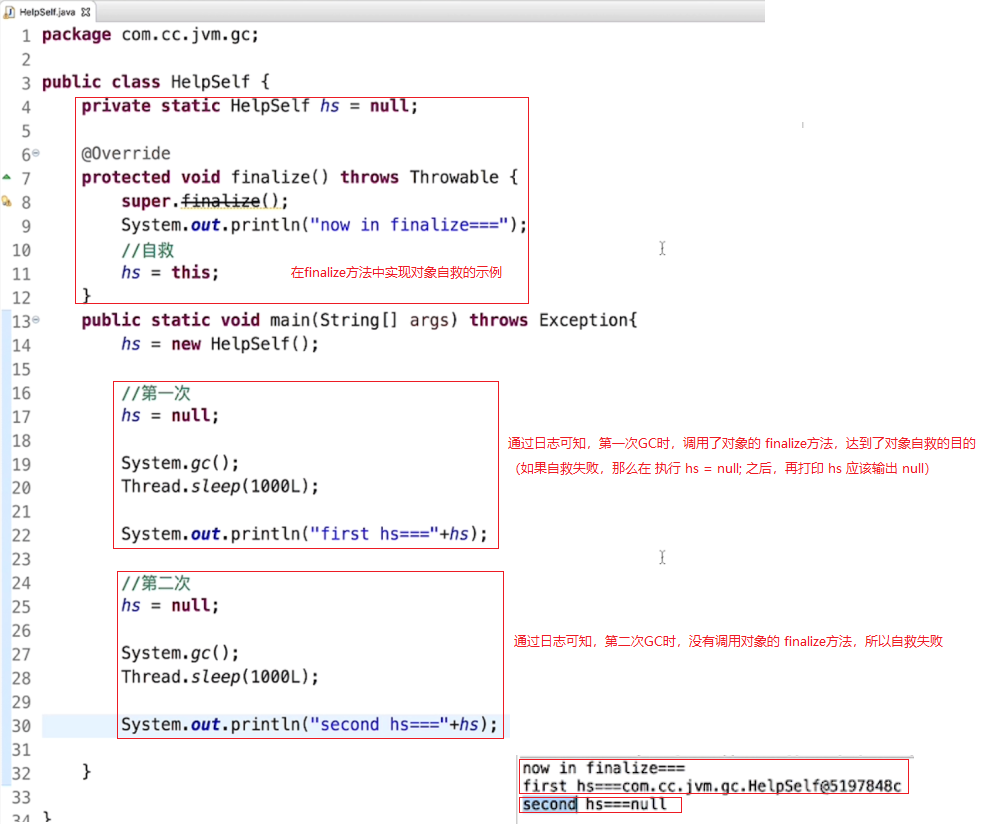 HelpSelf.java
1 package com.cc.jvm.gc;
2
3 public class HelpSelf {
4 private static HelpSelf hs = null;
5
6 @Override
7 protected void finalize() throws Throwable {
8 super.finalize();
9 System.out.println("now in finalize===");
10 //自救
11 hs = this;
在finalize方法中实现对象自救的示例
12 }
13 public static void main(String[] args) throws Exception{
14 hs = new HelpSelf();
15
16 //第一次
17 hs = null;
18
19 System.gc();
20 Thread.sleep(1000L);
21
22 System.out.println("first hs==="+hs);
通过日志可知，第一次GC时，调用了对象的 finalize方法，达到了对象自救的目的
（如果自救失败，那么在 执行 hs = null; 之后，再打印 hs 应该输出 null）
23
24 //第二次
25 hs = null;
26
27 System.gc();
28 Thread.sleep(1000L);
29
30 System.out.println("second hs==="+hs);
通过日志可知，第二次GC时，没有调用对象的 finalize方法，所以自救失败
31
32 }
33
34 }
now in finalize===
first hs===com.cc.jvm.gc.HelpSelf@5197848c
second hs===null